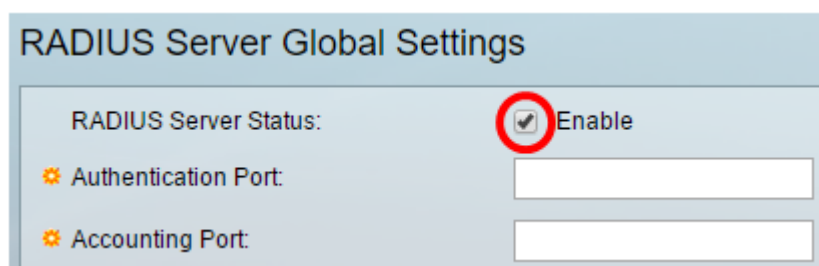 RADIUS Server Global Settings
RADIUS Server Status: Enable
Authentication Port:
Accounting Port: